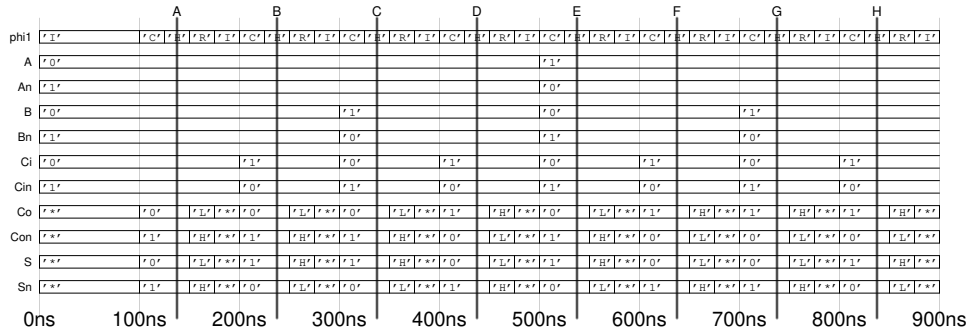 A B C D E F G H
phi1 'I' 'C' 'H' 'R' 'I' 'C' 'H' 'R' 'I' 'C' 'H' 'R' 'I' 'C' 'H' 'R' 'I' 'C' 'H' 'R' 'I' 'C' 'H' 'R' 'I' 'C' 'H' 'R' 'I' 'C' 'H' 'R' 'I'
A '0' '1'
An '1' '0'
B '0' '1' '0' '1'
Bn '1' '0' '1' '0'
Ci '0' '1' '0' '1' '0' '1' '0' '1'
Cin '1' '0' '1' '0' '1' '0' '1' '0'
Co '*' '0' 'L' '*' '0' 'L' '*' '0' 'L' '*' '1' 'H' '*' '0' 'L' '*' '1' 'H' '*' '1' 'H' '*' '1' 'H' '*'
Con '*' '1' 'H' '*' '1' 'H' '*' '1' 'H' '*' '0' 'L' '*' '1' 'H' '*' '0' 'L' '*' '0' 'L' '*' '0' 'L' '*'
S '*' '0' 'L' '*' '1' 'H' '*' '1' 'H' '*' '0' 'L' '*' '1' 'H' '*' '0' 'L' '*' '0' 'L' '*' '1' 'H' '*'
Sn '*' '1' 'H' '*' '0' 'L' '*' '0' 'L' '*' '1' 'H' '*' '0' 'L' '*' '1' 'H' '*' '1' 'H' '*' '0' 'L' '*'
0ns 100ns 200ns 300ns 400ns 500ns 600ns 700ns 800ns 900ns